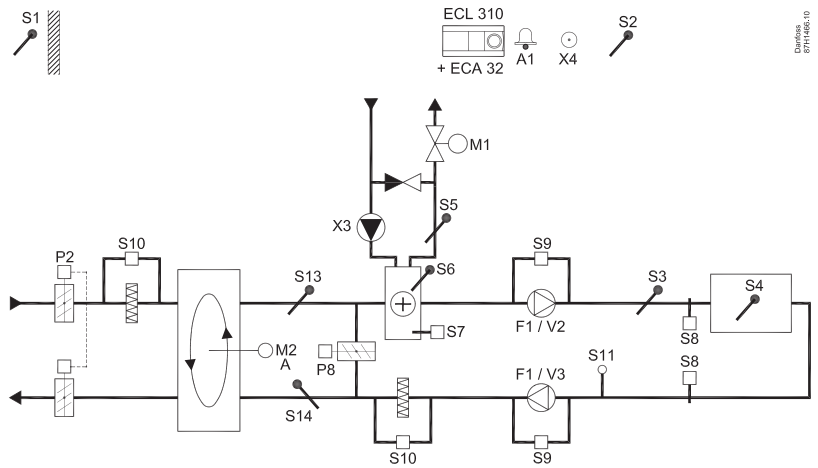 S1
ECL 310
+ ECA 32
A1
X4
S2
Danfoss
87H1466.10
M1
X3
S5
S6
S7
P2
S10
S13
S9
F1 / V2
S3
S4
S8
M2
A
P8
S14
S10
F1 / V3
S9
S11
S8